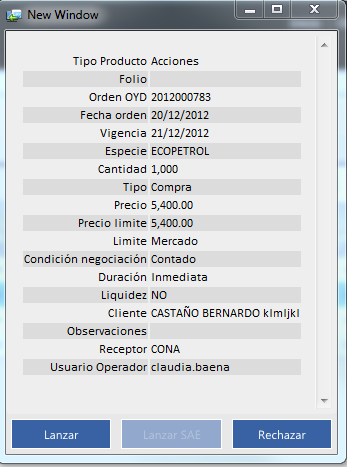 New Window
Tipo Producto Acciones
Folio
Orden OYD 2012000783
Fecha orden 20/12/2012
Vigencia 21/12/2012
Especie ECOPETROL
Cantidad 1,000
Tipo Compra
Precio 5,400.00
Precio limite 5,400.00
Limite Mercado
Condición negociación Contado
Duración Inmediata
Liquidez NO
Cliente CASTAÑO BERNARDO klmljkl
Observaciones
Receptor CONA
Usuario Operador claudia.baena
Lanzar Lanzar SAE Rechazar